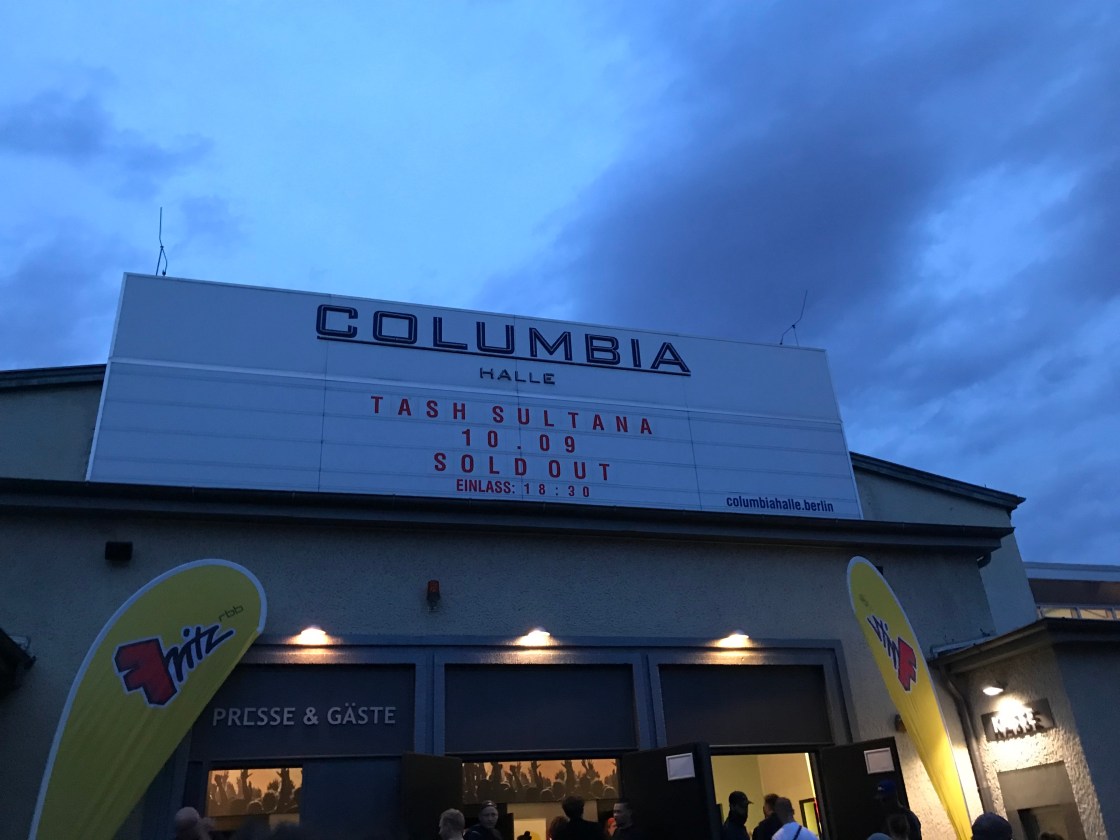 COLUMBIA
HALLE
TASH SULTANA
10.09
SOLD OUT
EINLASS: 18:30
columbiahalle.berlin
Fritz rbb
Fritz
PRESSE & GÄSTE
KASSE